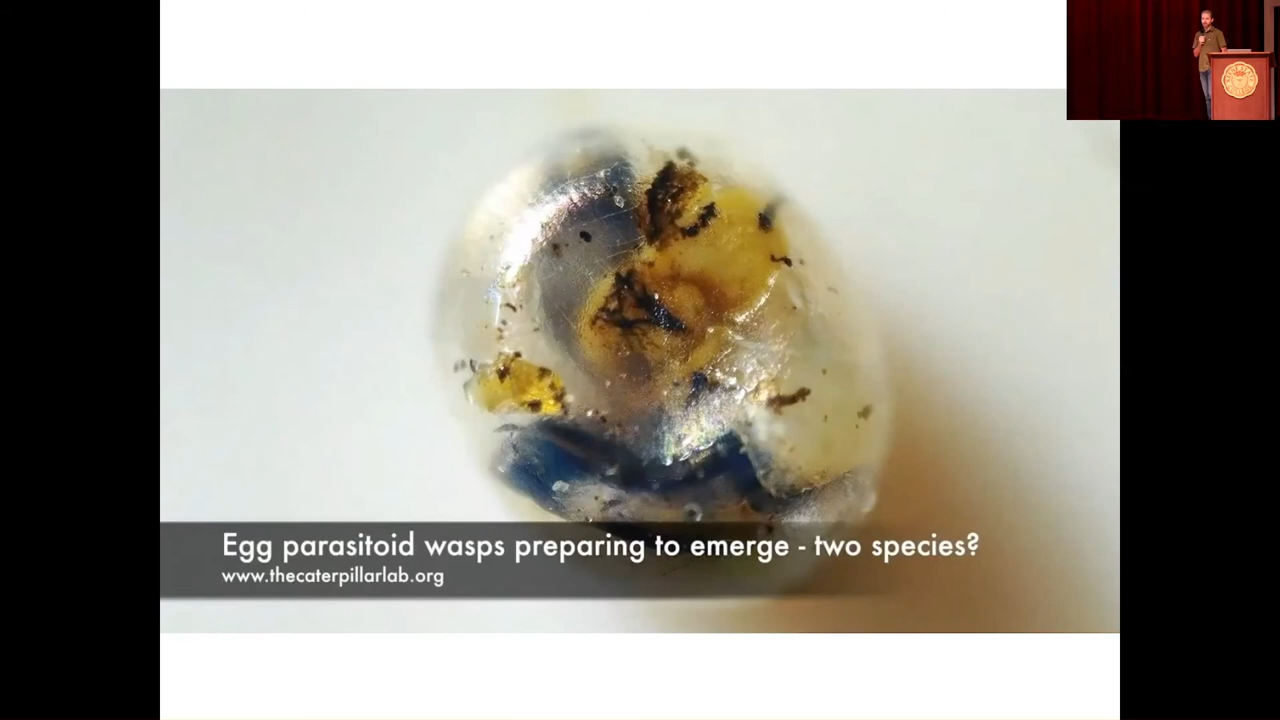 Egg parasitoid wasps preparing to emerge - two species?
www.thecaterpillarlab.org